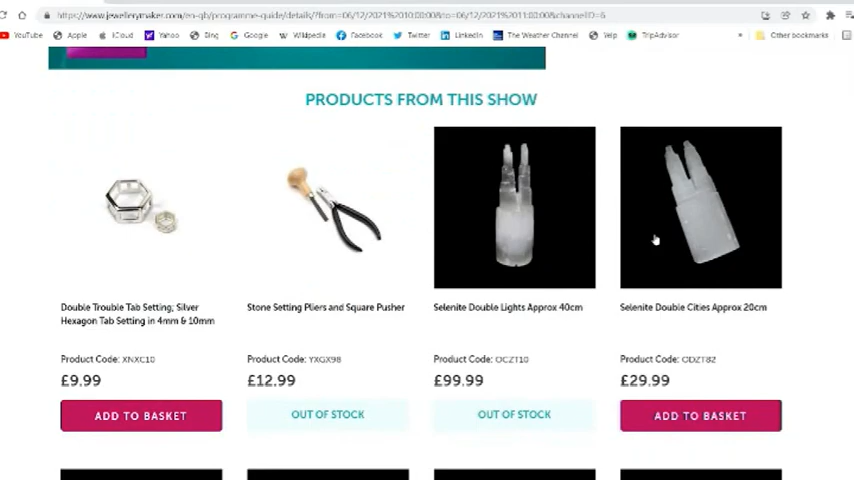 https://www.jewellerymaker.com/en-gb/programme-guide/details/?from=06/12/2021%2010:00:00&to=06/12/2021%2011:00:00&channelID=6
YouTube Apple iCloud Yahoo Bing Google Wikipedia Facebook Twitter LinkedIn The Weather Channel Yelp TripAdvisor » Other bookmarks
PRODUCTS FROM THIS SHOW
Double Trouble Tab Setting; Silver
Hexagon Tab Setting in 4mm & 10mm
Stone Setting Pliers and Square Pusher
Selenite Double Lights Approx 40cm
Selenite Double Cities Approx 20cm
Product Code: XNXC10
Product Code: YXGX98
Product Code: OCZT10
Product Code: ODZT82
£9.99
£12.99
£99.99
£29.99
ADD TO BASKET
OUT OF STOCK
OUT OF STOCK
ADD TO BASKET